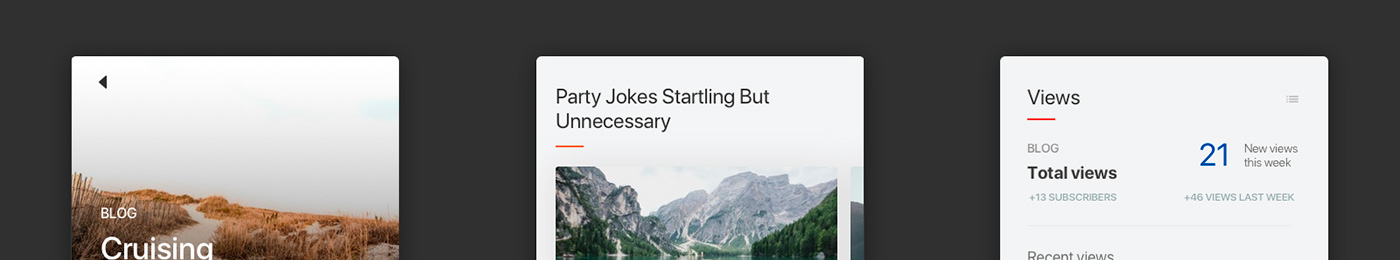 BLOG
Cruising
Party Jokes Startling But
Unnecessary
Views
BLOG
Total views
+13 SUBSCRIBERS
21
New views
this week
+46 VIEWS LAST WEEK
Recent views